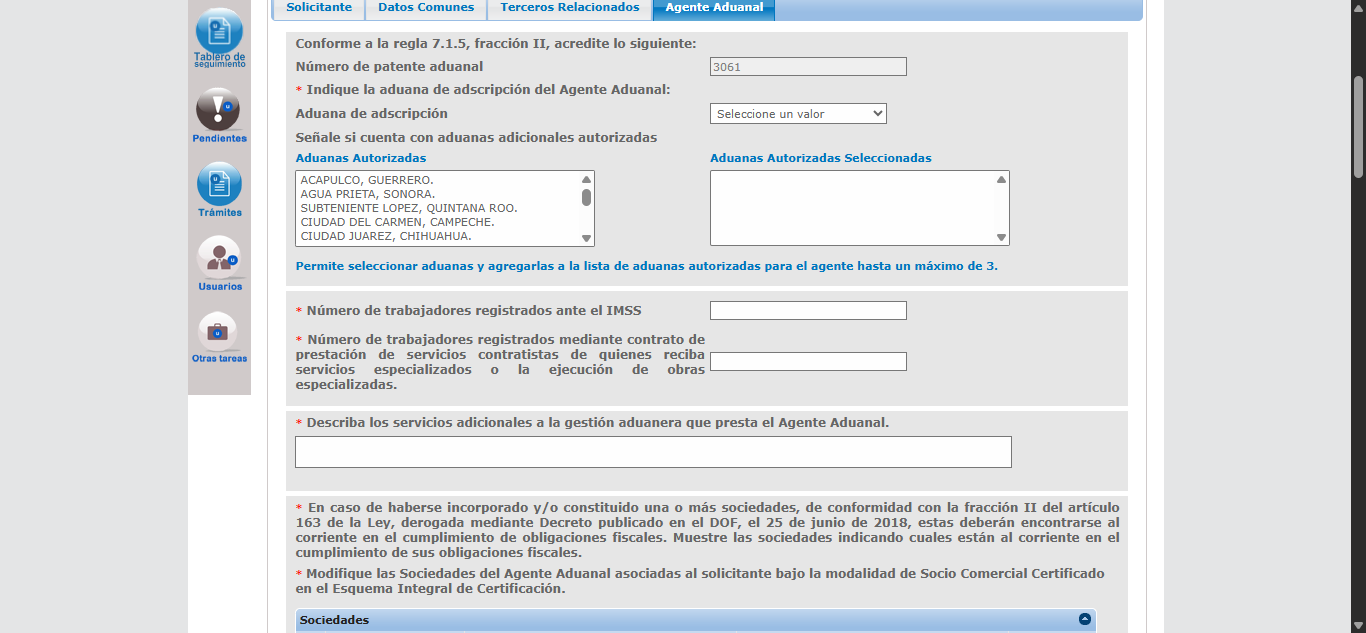 Solicitante
Datos Comunes
Terceros Relacionados
Agente Aduanal
Tablero de
seguimiento
Pendientes
Trámites
Usuarios
Otras tareas
Conforme a la regla 7.1.5, fracción II, acredite lo siguiente:
Número de patente aduanal
3061
* Indique la aduana de adscripción del Agente Aduanal:
Aduana de adscripción
Seleccione un valor
Señale si cuenta con aduanas adicionales autorizadas
Aduanas Autorizadas
Aduanas Autorizadas Seleccionadas
ACAPULCO, GUERRERO.
AGUA PRIETA, SONORA.
SUBTENIENTE LOPEZ, QUINTANA ROO.
CIUDAD DEL CARMEN, CAMPECHE.
CIUDAD JUAREZ, CHIHUAHUA.
Permite seleccionar aduanas y agregarlas a la lista de aduanas autorizadas para el agente hasta un máximo de 3.
* Número de trabajadores registrados ante el IMSS
* Número de trabajadores registrados mediante contrato de
prestación de servicios contratistas de quienes reciba
servicios especializados o la ejecución de obras
especializadas.
* Describa los servicios adicionales a la gestión aduanera que presta el Agente Aduanal.
* En caso de haberse incorporado y/o constituido una o más sociedades, de conformidad con la fracción II del artículo
163 de la Ley, derogada mediante Decreto publicado en el DOF, el 25 de junio de 2018, estas deberán encontrarse al
corriente en el cumplimiento de obligaciones fiscales. Muestre las sociedades indicando cuales están al corriente en el
cumplimiento de sus obligaciones fiscales.
* Modifique las Sociedades del Agente Aduanal asociadas al solicitante bajo la modalidad de Socio Comercial Certificado
en el Esquema Integral de Certificación.
Sociedades